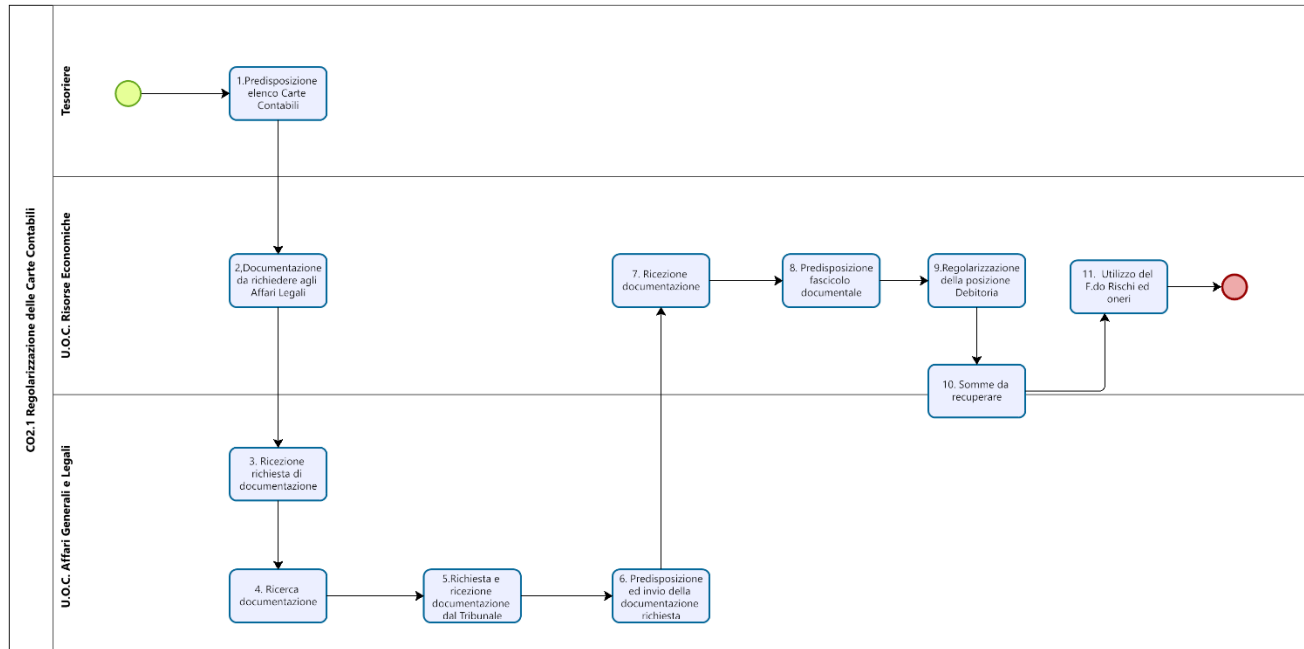 CO2.1 Regolarizzazione delle Carte Contabili
Tesoriere
1.Predisposizione
elenco Carte
Contabili
U.O.C. Risorse Economiche
2,Documentazione
da richiedere agli
Affari Legali
7. Ricezione
documentazione
8. Predisposizione
fascicolo
documentale
9.Regolarizzazione
della posizione
Debitoria
11.  Utilizzo del
F.do Rischi ed
oneri
10. Somme da
recuperare
U.O.C. Affari Generali e Legali
3. Ricezione
richiesta di
documentazione
4. Ricerca
documentazione
5.Richiesta e
ricezione
documentazione
dal Tribunale
6. Predisposizione
ed invio della
documentazione
richiesta